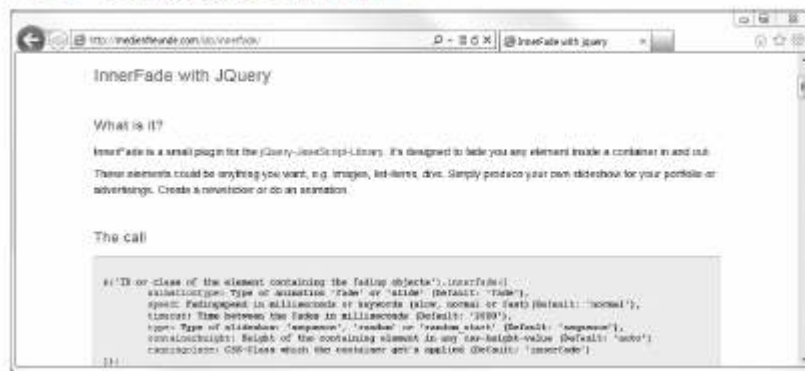 http://medienfreunde.com/lab/innerfade/
InnerFade with jquery
InnerFade with JQuery
What is it?
InnerFade is a small plugin for the jQuery-JavaScript-Library. It's designed to fade you any element inside a container in and out.
These elements could be anything you want, e.g. images, list-items, divs. Simply produce your own slideshow for your portfolio or
advertisings. Create a newsticker or do an animation.
The call
$('ID or class of the element containing the fading objects').innerfade({
animationtype: Type of animation 'fade' or 'slide' (Default: 'fade'),
speed: Fadingspeed in milliseconds or keywords (slow, normal or fast)(Default: 'normal'),
timeout: Time between the fades in milliseconds (Default: '2000'),
type: Type of slideshow: 'sequence', 'random' or 'random_start' (Default: 'sequence'),
containerheight: Height of the containing element in any css-height-value (Default: 'auto')
runningclass: CSS-Class which the container get's applied (Default: 'innerfade')
});